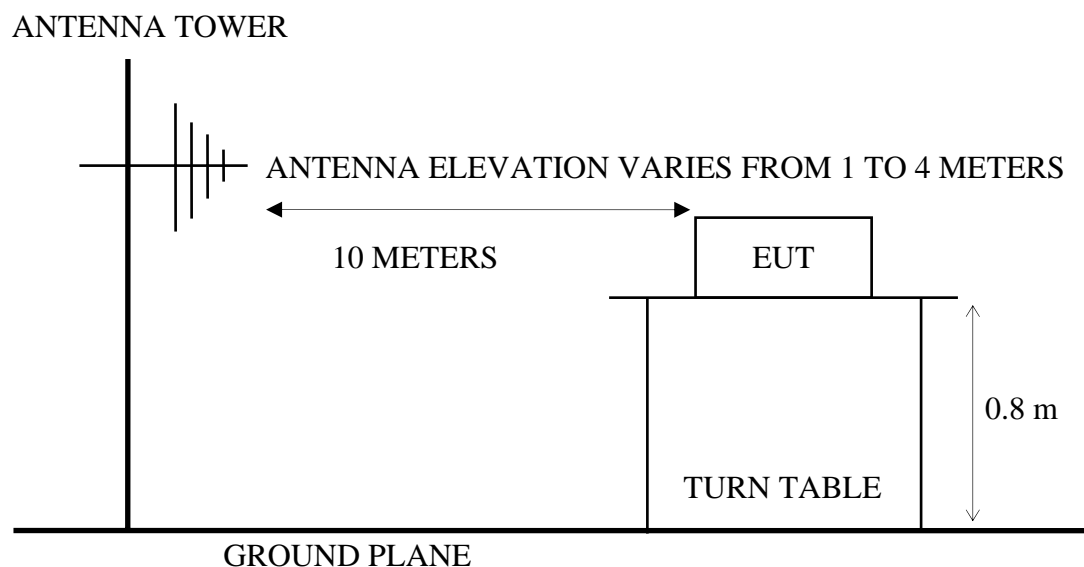 ANTENNA TOWER
ANTENNA ELEVATION VARIES FROM 1 TO 4 METERS
10 METERS
EUT
0.8 m
TURN TABLE
GROUND PLANE